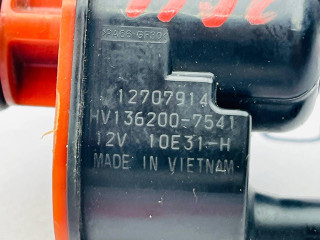 12707914
HV136200-7541
12V 10E31-H
MADE IN VIETNAM